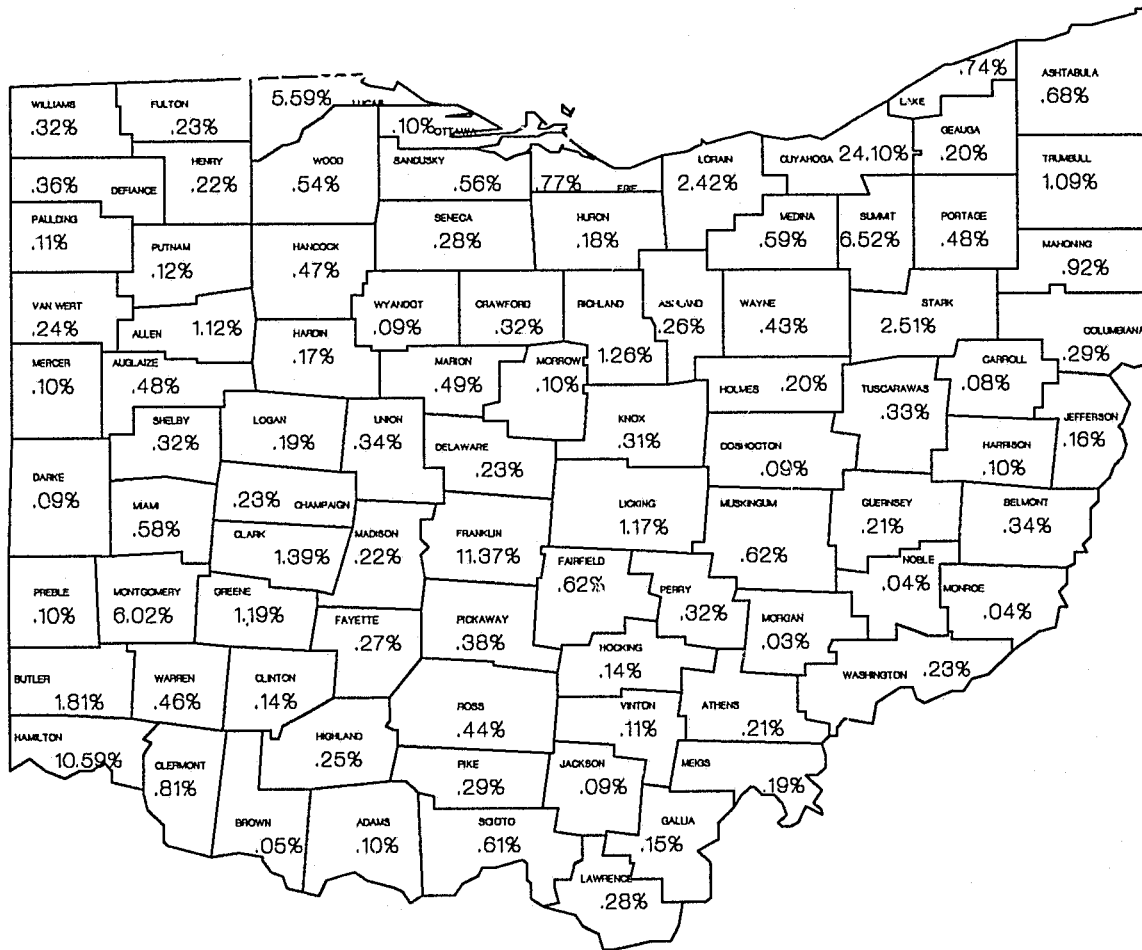 .74%
ASHTABULA
.68%
LAKE
WILLIAMS
.32%
FULTON
.23%
5.59%
LUCAS
.10%
OTTAWA
GEAUGA
.20%
CUYAHOGA 24.10%
LORAIN
2.42%
HENRY
.22%
WOOD
.54%
SANDUSKY
.56%
.77%
ERIE
TRUMBULL
1.09%
.36%
DEFIANCE
PAULDING
.11%
SENECA
.28%
HURON
.18%
MEDINA
.59%
SUMMIT
6.52%
PORTAGE
.48%
PUTNAM
.12%
HANCOCK
.47%
MAHONING
.92%
VAN WERT
.24%
ALLEN
1.12%
HARDIN
.17%
WYANDOT
.09%
CRAWFORD
.32%
RICHLAND
1.26%
ASHLAND
.26%
WAYNE
.43%
STARK
2.51%
COLUMBIANA
.29%
MERCER
.10%
AUGLAIZE
.48%
MARION
.49%
MORROW
.10%
HOLMES
.20%
TUSCARAWAS
.33%
CARROLL
.08%
SHELBY
.32%
LOGAN
.19%
UNION
.34%
DELAWARE
.23%
KNOX
.31%
COSHOCTON
.09%
HARRISON
.10%
JEFFERSON
.16%
DARKE
.09%
MIAMI
.58%
.23%
CHAMPAIGN
CLARK
1.39%
MADISON
.22%
FRANKLIN
11.37%
LICKING
1.17%
MUSKINGUM
.62%
GUERNSEY
.21%
BELMONT
.34%
PREBLE
.10%
MONTGOMERY
6.02%
GREENE
1.19%
FAYETTE
.27%
PICKAWAY
.38%
FAIRFIELD
.62%
PERRY
.32%
MORGAN
.03%
NOBLE
.04%
MONROE
.04%
BUTLER
1.81%
WARREN
.46%
CLINTON
.14%
ROSS
.44%
HOCKING
.14%
ATHENS
.21%
WASHINGTON
.23%
HAMILTON
10.59%
CLERMONT
.81%
HIGHLAND
.25%
PIKE
.29%
VINTON
.11%
JACKSON
.09%
MEIGS
.19%
BROWN
.05%
ADAMS
.10%
SCIOTO
.61%
GALLIA
.15%
LAWRENCE
.28%